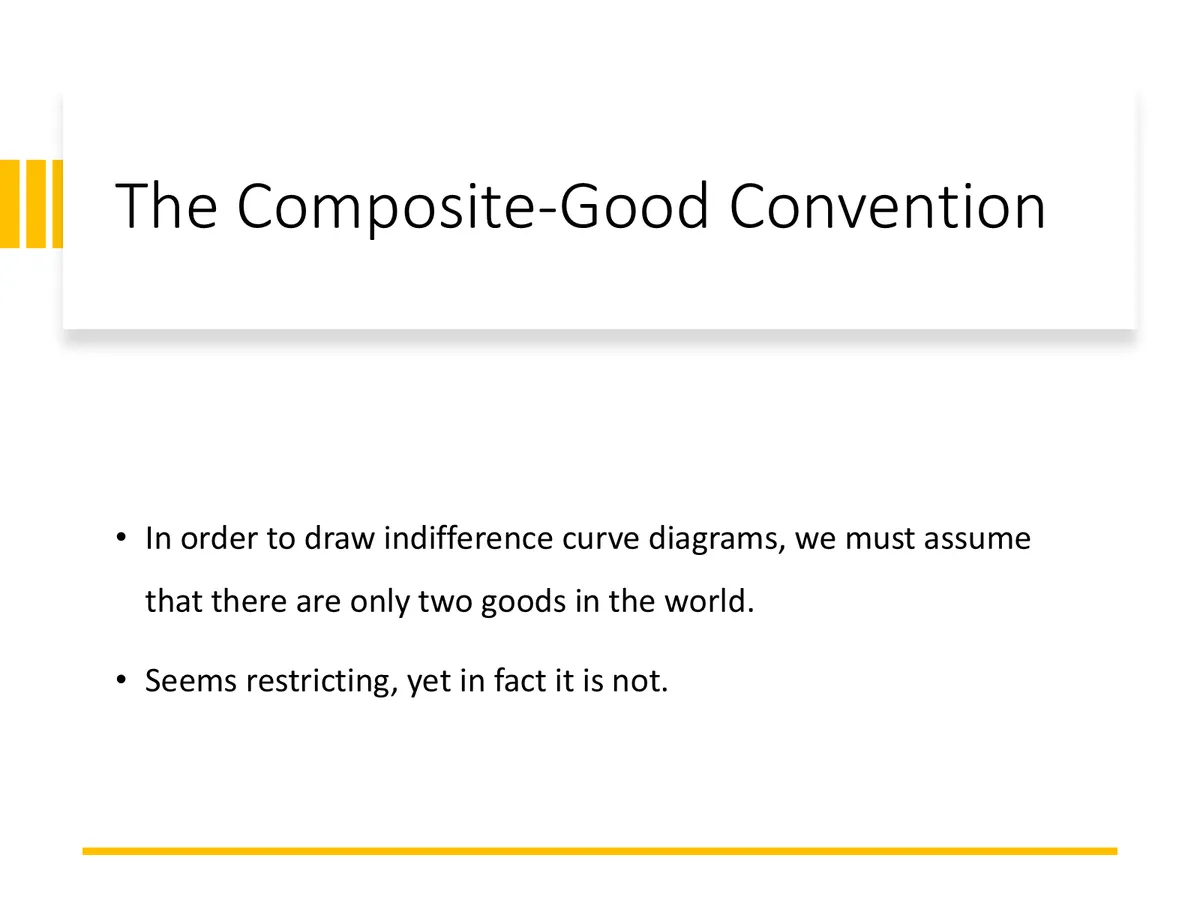 The Composite-Good Convention
• In order to draw indifference curve diagrams, we must assume
that there are only two goods in the world.
• Seems restricting, yet in fact it is not.